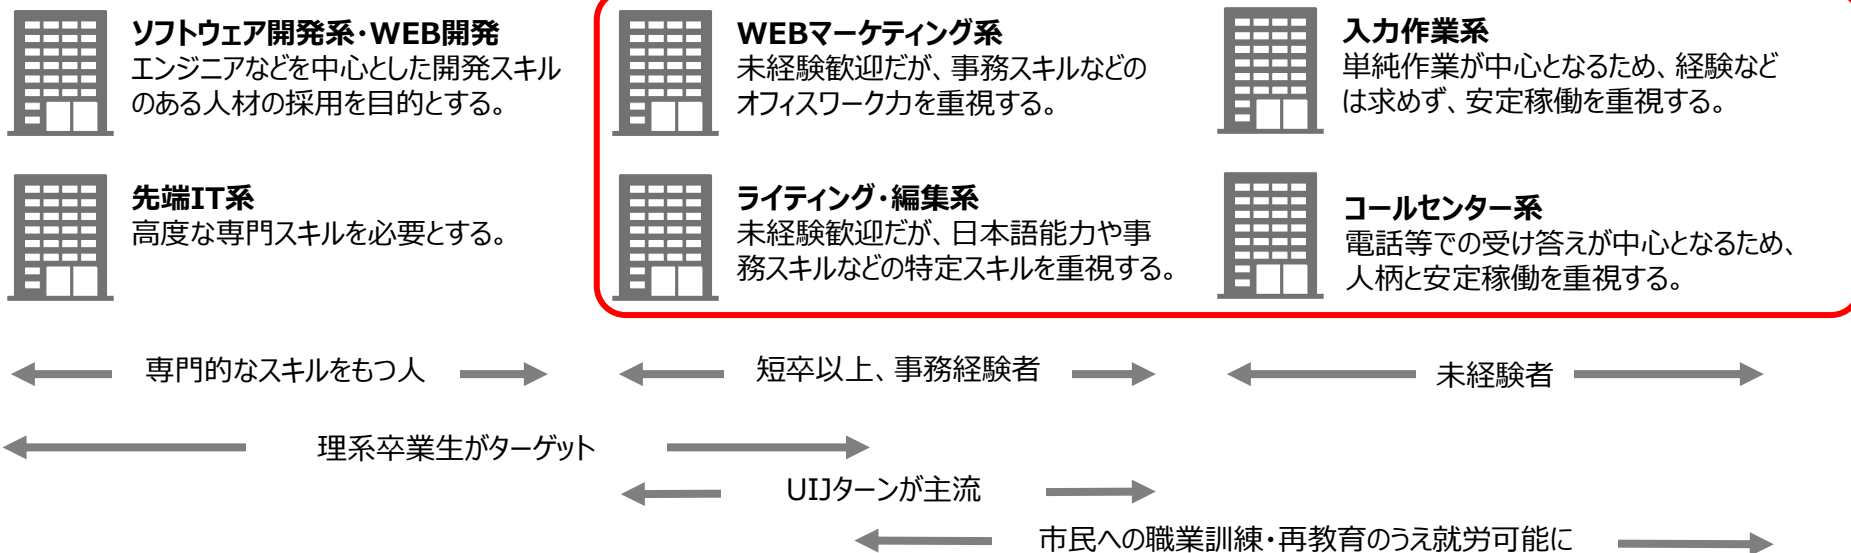 ソフトウェア開発系・WEB開発
エンジニアなどを中心とした開発スキル
のある人材の採用を目的とする。
WEBマーケティング系
未経験歓迎だが、事務スキルなどの
オフィスワーク力を重視する。
入力作業系
単純作業が中心となるため、経験など
は求めず、安定稼働を重視する。
先端IT系
高度な専門スキルを必要とする。
ライティング・編集系
未経験歓迎だが、日本語能力や事
務スキルなどの特定スキルを重視する。
コールセンター系
電話等での受け答えが中心となるため、
人柄と安定稼働を重視する。
専門的なスキルをもつ人
短卒以上、事務経験者
未経験者
理系卒業生がターゲット
UIJターンが主流
市民への職業訓練・再教育のうえ就労可能に